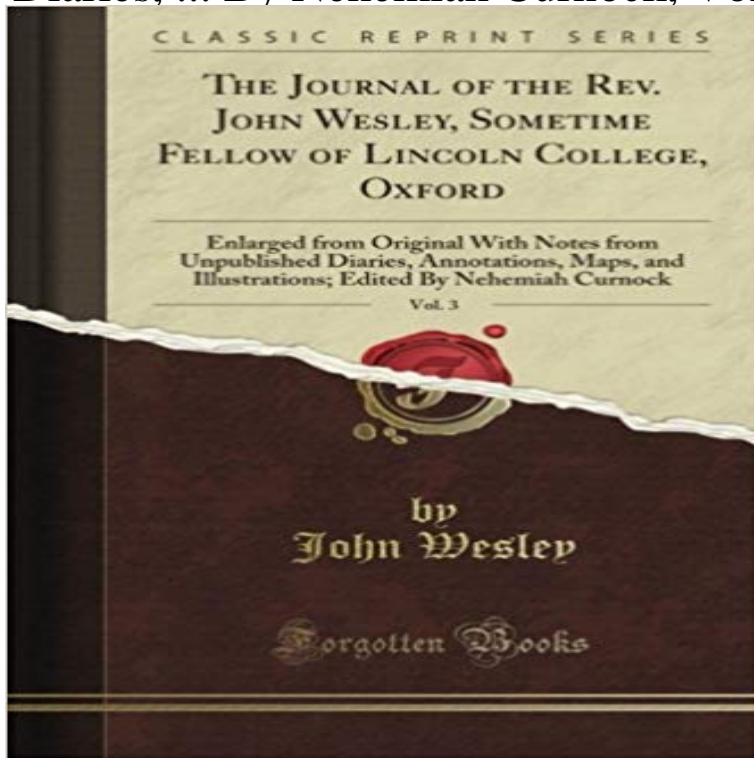 CLASSIC REPRINT SERIES
THE JOURNAL OF THE REV.
JOHN WESLEY, SOMETIME
FELLOW OF LINCOLN COLLEGE,
OXFORD
Enlarged from Original With Notes from
Unpublished Diaries, Annotations, Maps, and
Illustrations; Edited By Nehemiah Curnock
Vol. 3
by
John Wesley
Forgotten Books